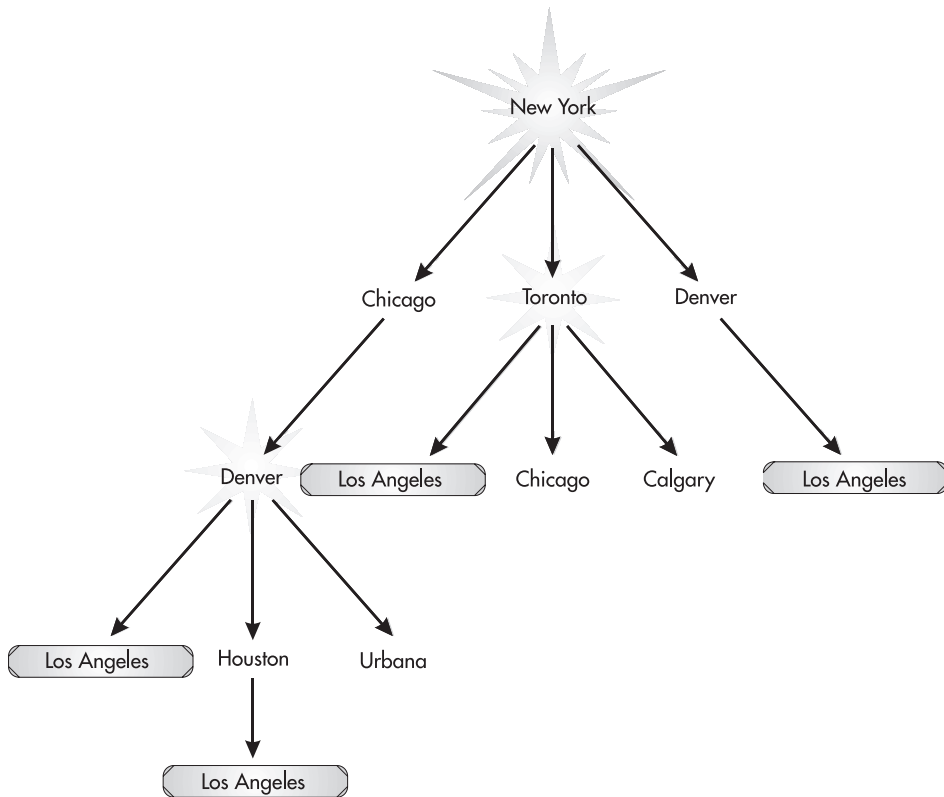 New York
Chicago
Toronto
Denver
Denver
Los Angeles
Chicago
Calgary
Los Angeles
Los Angeles
Houston
Urbana
Los Angeles